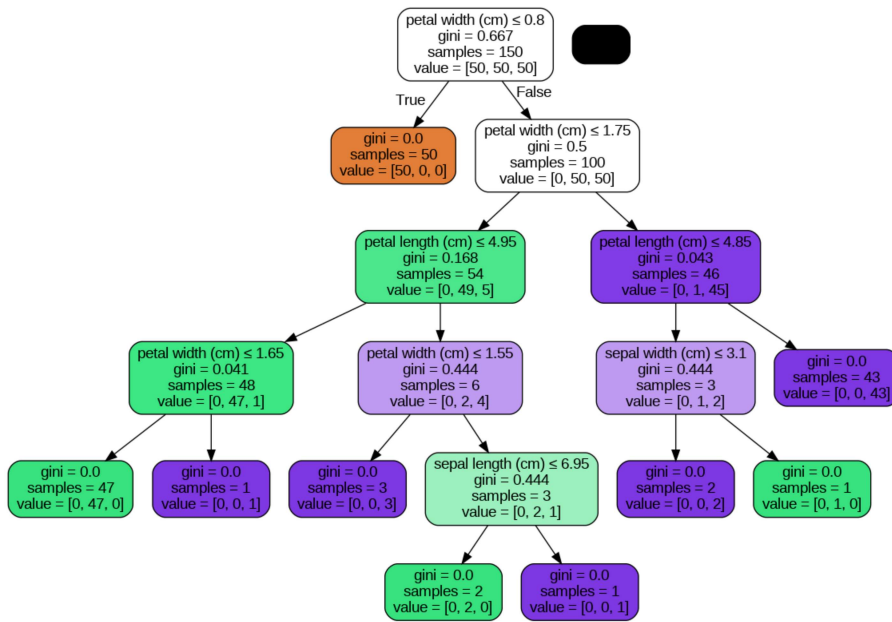 petal width (cm) ≤ 0.8
gini = 0.667
samples = 150
value = [50, 50, 50]
True
False
gini = 0.0
samples = 50
value = [50, 0, 0]
petal width (cm) ≤ 1.75
gini = 0.5
samples = 100
value = [0, 50, 50]
petal length (cm) ≤ 4.95
gini = 0.168
samples = 54
value = [0, 49, 5]
petal length (cm) ≤ 4.85
gini = 0.043
samples = 46
value = [0, 1, 45]
petal width (cm) ≤ 1.65
gini = 0.041
samples = 48
value = [0, 47, 1]
petal width (cm) ≤ 1.55
gini = 0.444
samples = 6
value = [0, 2, 4]
sepal width (cm) ≤ 3.1
gini = 0.444
samples = 3
value = [0, 1, 2]
gini = 0.0
samples = 43
value = [0, 0, 43]
gini = 0.0
samples = 47
value = [0, 47, 0]
gini = 0.0
samples = 1
value = [0, 0, 1]
gini = 0.0
samples = 3
value = [0, 0, 3]
sepal length (cm) ≤ 6.95
gini = 0.444
samples = 3
value = [0, 2, 1]
gini = 0.0
samples = 2
value = [0, 0, 2]
gini = 0.0
samples = 1
value = [0, 1, 0]
gini = 0.0
samples = 2
value = [0, 2, 0]
gini = 0.0
samples = 1
value = [0, 0, 1]